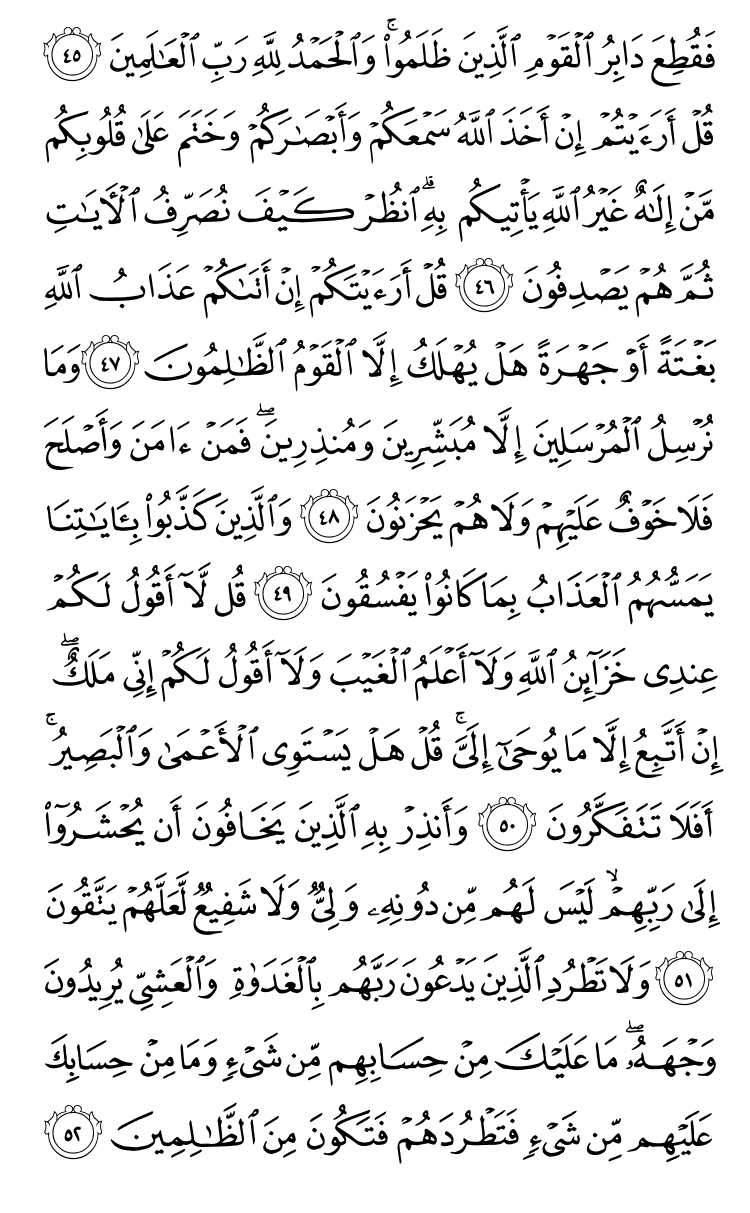 فَقُطِعَ دَابِرُ ٱلْقَوْمِ ٱلَّذِينَ ظَلَمُوا۟ ۚ وَٱلْحَمْدُ لِلَّهِ رَبِّ ٱلْعَـٰلَمِينَ ٤٥
قُلْ أَرَءَيْتُمْ إِنْ أَخَذَ ٱللَّهُ سَمْعَكُمْ وَأَبْصَـٰرَكُمْ وَخَتَمَ عَلَىٰ قُلُوبِكُم
مَّنْ إِلَـٰهٌ غَيْرُ ٱللَّهِ يَأْتِيكُم بِهِ ۗ ٱنظُرْ كَيْفَ نُصَرِّفُ ٱلْـَٔايَـٰتِ
ثُمَّ هُمْ يَصْدِفُونَ ٤٦ قُلْ أَرَءَيْتَكُمْ إِنْ أَتَىٰكُمْ عَذَابُ ٱللَّهِ
بَغْتَةً أَوْ جَهْرَةً هَلْ يُهْلَكُ إِلَّا ٱلْقَوْمُ ٱلظَّـٰلِمُونَ ٤٧ وَمَا
نُرْسِلُ ٱلْمُرْسَلِينَ إِلَّا مُبَشِّرِينَ وَمُنذِرِينَ ۖ فَمَنْ ءَامَنَ وَأَصْلَحَ
فَلَا خَوْفٌ عَلَيْهِمْ وَلَا هُمْ يَحْزَنُونَ ٤٨ وَٱلَّذِينَ كَذَّبُوا۟ بِـَٔايَـٰتِنَا
يَمَسُّهُمُ ٱلْعَذَابُ بِمَا كَانُوا۟ يَفْسُقُونَ ٤٩ قُل لَّآ أَقُولُ لَكُمْ
عِندِى خَزَآئِنُ ٱللَّهِ وَلَآ أَعْلَمُ ٱلْغَيْبَ وَلَآ أَقُولُ لَكُمْ إِنِّى مَلَكٌ ۖ
إِنْ أَتَّبِعُ إِلَّا مَا يُوحَىٰٓ إِلَىَّ ۚ قُلْ هَلْ يَسْتَوِى ٱلْأَعْمَىٰ وَٱلْبَصِيرُ ۚ
أَفَلَا تَتَفَكَّرُونَ ٥٠ وَأَنذِرْ بِهِ ٱلَّذِينَ يَخَافُونَ أَن يُحْشَرُوٓا۟
إِلَىٰ رَبِّهِمْ ۙ لَيْسَ لَهُم مِّن دُونِهِۦ وَلِىٌّ وَلَا شَفِيعٌ لَّعَلَّهُمْ يَتَّقُونَ
٥١ وَلَا تَطْرُدِ ٱلَّذِينَ يَدْعُونَ رَبَّهُم بِٱلْغَدَوٰةِ وَٱلْعَشِىِّ يُرِيدُونَ
وَجْهَهُۥ ۖ مَا عَلَيْكَ مِنْ حِسَابِهِم مِّن شَىْءٍ وَمَا مِنْ حِسَابِكَ
عَلَيْهِم مِّن شَىْءٍ فَتَطْرُدَهُمْ فَتَكُونَ مِنَ ٱلظَّـٰلِمِينَ ٥٢